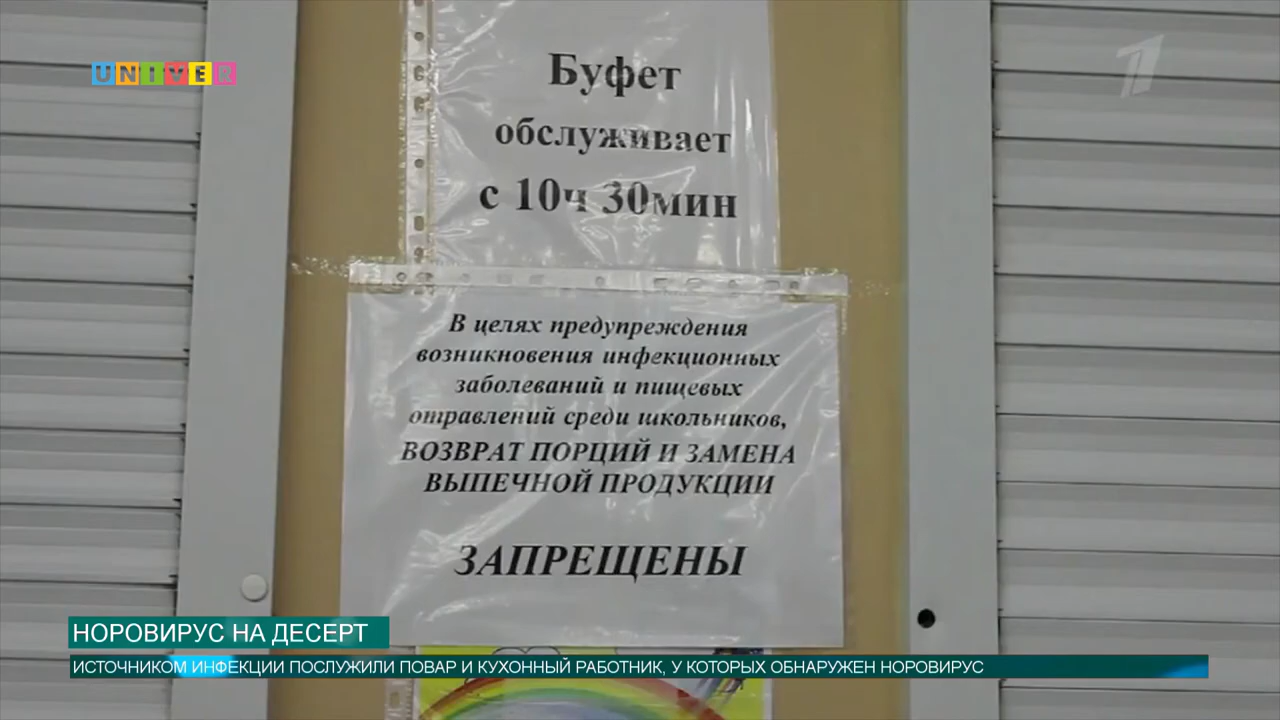 UNIVER
Буфет
обслуживает
с 10ч 30мин
В целях предупреждения
возникновения инфекционных
заболеваний и пищевых
отравлений среди школьников,
ВОЗВРАТ ПОРЦИЙ И ЗАМЕНА
ВЫПЕЧНОЙ ПРОДУКЦИИ
ЗАПРЕЩЕНЫ
НОРОВИРУС НА ДЕСЕРТ
ИСТОЧНИКОМ ИНФЕКЦИИ ПОСЛУЖИЛИ ПОВАР И КУХОННЫЙ РАБОТНИК, У КОТОРЫХ ОБНАРУЖЕН НОРОВИРУС